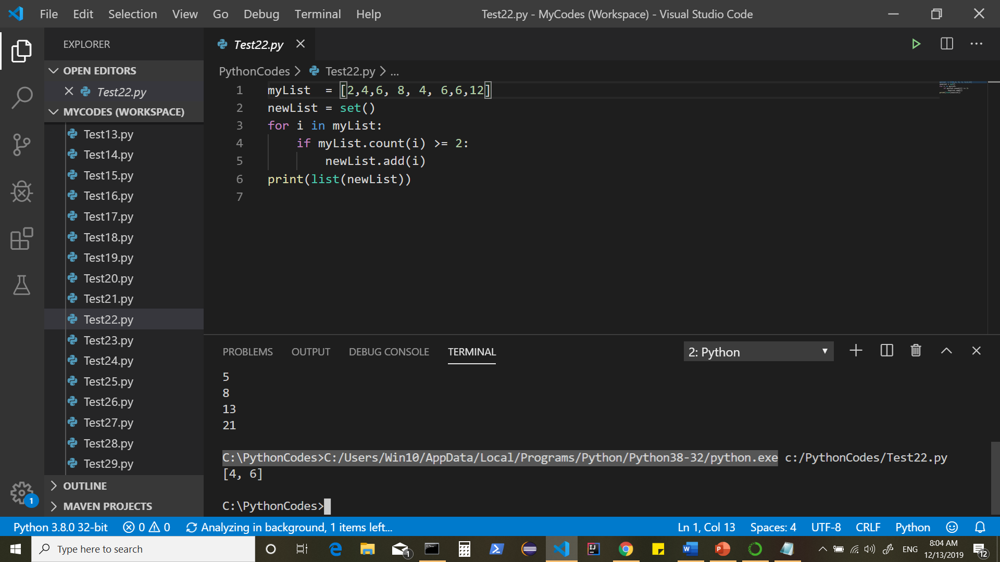 File Edit Selection View Go Debug Terminal Help
Test22.py - MyCodes (Workspace) - Visual Studio Code
EXPLORER
OPEN EDITORS
Test22.py
MYCODES (WORKSPACE)
Test13.py
Test14.py
Test15.py
Test16.py
Test17.py
Test18.py
Test19.py
Test20.py
Test21.py
Test22.py
Test23.py
Test24.py
Test25.py
Test26.py
Test27.py
Test28.py
Test29.py
OUTLINE
MAVEN PROJECTS
1
Test22.py
PythonCodes > Test22.py > ...
1 myList  = [2,4,6, 8, 4, 6,6,12]
2 newList = set()
3 for i in myList:
4     if myList.count(i) >= 2:
5         newList.add(i)
6 print(list(newList))
7
PROBLEMS OUTPUT DEBUG CONSOLE TERMINAL
2: Python
5
8
13
21
C:\PythonCodes>C:/Users/Win10/AppData/Local/Programs/Python/Python38-32/python.exe c:/PythonCodes/Test22.py
[4, 6]
C:\PythonCodes>
Python 3.8.0 32-bit 0 0 Analyzing in background, 1 items left...
Ln 1, Col 13 Spaces: 4 UTF-8 CRLF Python
Type here to search
1
ENG
8:04 AM
12/13/2019
12